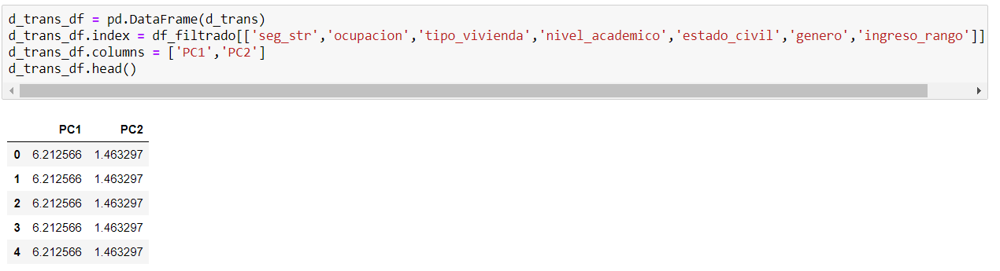 d_trans_df = pd.DataFrame(d_trans)
d_trans_df.index = df_filtrado[['seg_str','ocupacion','tipo_vivienda','nivel_academico','estado_civil','genero','ingreso_rango']]
d_trans_df.columns = ['PC1','PC2']
d_trans_df.head()
PC1 PC2
0 6.212566 1.463297
1 6.212566 1.463297
2 6.212566 1.463297
3 6.212566 1.463297
4 6.212566 1.463297